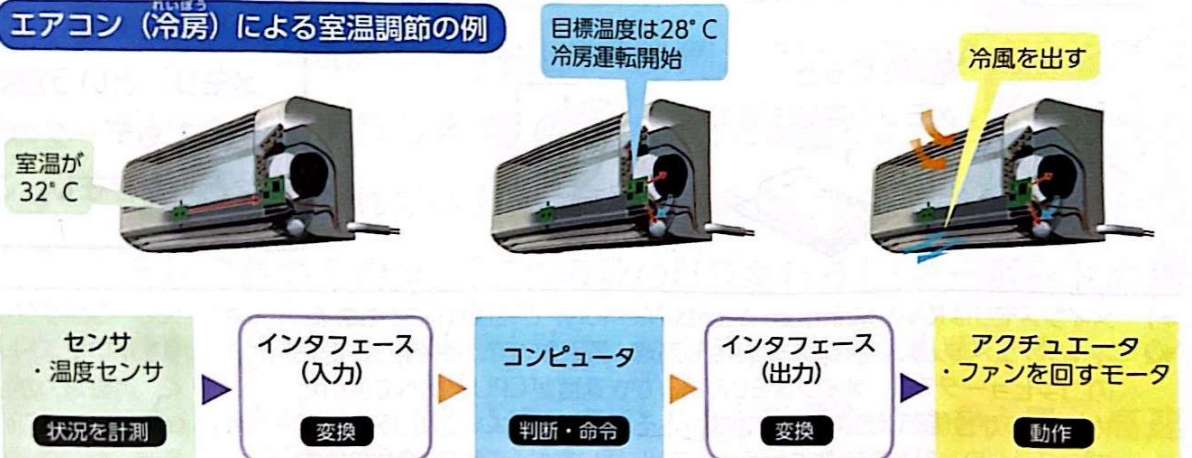 れいぼう
エアコン（冷房）による室温調節の例
目標温度は28°C
冷房運転開始
冷風を出す
室温が
32°C
センサ
・温度センサ
状況を計測
インタフェース
（入力）
変換
コンピュータ
判断・命令
インタフェース
（出力）
変換
アクチュエータ
・ファンを回すモータ
動作